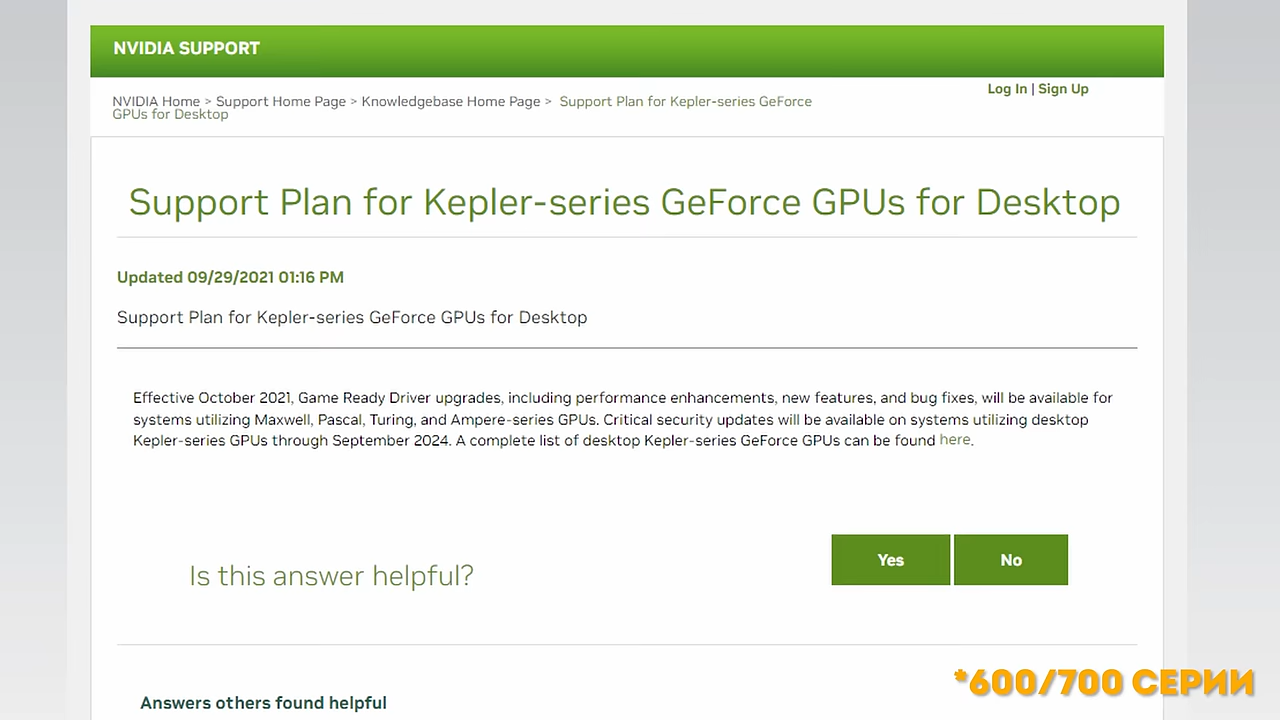 NVIDIA SUPPORT
Log In | Sign Up
NVIDIA Home > Support Home Page > Knowledgebase Home Page > Support Plan for Kepler-series GeForce
GPUs for Desktop
Support Plan for Kepler-series GeForce GPUs for Desktop
Updated 09/29/2021 01:16 PM
Support Plan for Kepler-series GeForce GPUs for Desktop
Effective October 2021, Game Ready Driver upgrades, including performance enhancements, new features, and bug fixes, will be available for
systems utilizing Maxwell, Pascal, Turing, and Ampere-series GPUs. Critical security updates will be available on systems utilizing desktop
Kepler-series GPUs through September 2024. A complete list of desktop Kepler-series GeForce GPUs can be found here.
Is this answer helpful?
Yes
No
Answers others found helpful
*600/700 СЕРИИ